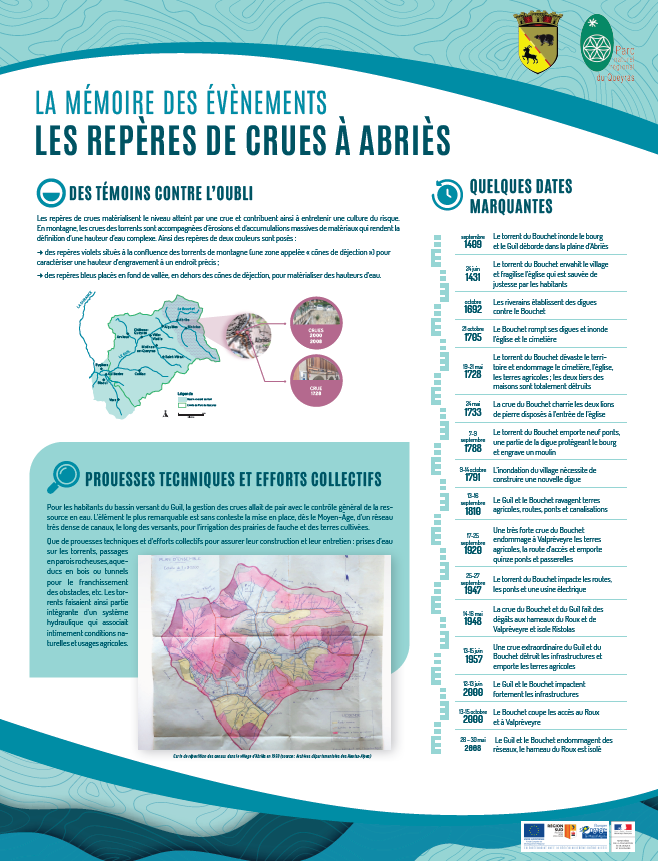 Parc
du Queyras
LA MÉMOIRE DES ÉVÈNEMENTS
LES REPÈRES DE CRUES À ABRIÈS
DES TÉMOINS CONTRE L'OUBLI
Les repères de crues matérialisent le niveau atteint par une crue et contribuent ainsi à entretenir une culture du risque.
En montagne, les crues des torrents sont accompagnées d'érosions et d'accumulations massives de matériaux qui rendent la
définition d'un hauteur d'eau complexe. Ainsi des repères de deux couleurs sont posés :
➔ des repères violets situés à la confluence des torrents de montagne (une zone appelée « cônes de déjection ») pour
caractériser une hauteur d'engravement à un endroit précis ;
➔ des repères bleus placés en fond de vallée, en dehors des cônes de déjection, pour matérialiser des hauteurs d'eau.
CRUES
2000
2008
CRUE
1728
Légende
PROUESSES TECHNIQUES ET EFFORTS COLLECTIFS
Pour les habitants du bassin versant du Guil, la gestion des crues allait de pair avec le contrôle général de la res-
source en eau. L'élément le plus remarquable est sans conteste la mise en place, dès le Moyen-Âge, d'un réseau
très dense de canaux, le long des versants, pour l'irrigation des prairies de fauche et des terres cultivées.
Que de prouesses techniques et d'efforts collectifs pour assurer leur construction et leur entretien : prises d'eau
sur les torrents, passages
en parois rocheuses, aque-
ducs en bois ou tunnels
pour le franchissement
des obstacles, etc. Les tor-
rents faisaient ainsi partie
intégrante d'un système
hydraulique qui associait
intimement conditions na-
turelles et usages agricoles.
QUELQUES DATES
MARQUANTES
septembre
1409
Le torrent du Bouchet inonde le bourg
et le Guil déborde dans la plaine d'Abriès
24 juin
1431
Le torrent du Bouchet envahit le village
et fragilise l'église qui est sauvée de
justesse par les habitants
octobre
1692
Les riverains établissent des digues
contre le Bouchet
21 octobre
1705
Le Bouchet rompt ses digues et inonde
l'église et le cimetière
19-21 mai
1728
Le torrent du Bouchet dévaste le terri-
toire et endommage le cimetière, l'église,
les terres agricoles ; les deux tiers des
maisons sont totalement détruits
24 mai
1733
La crue du Bouchet charrie les deux lions
de pierre disposés à l'entrée de l'église
7-9
septembre
1788
Le torrent du Bouchet emporte neuf ponts,
une partie de la digue protégeant le bourg
et engrave un moulin
9-14 octobre
1791
L'inondation du village nécessite de
construire une nouvelle digue
13-16
septembre
1810
Le Guil et le Bouchet ravagent terres
agricoles, routes, ponts et canalisations
17-25
septembre
1920
Une très forte crue du Bouchet
endommage à Valpréveyre les terres
agricoles, la route d'accès et emporte
quinze ponts et passerelles
25-27
septembre
1947
Le torrent du Bouchet impacte les routes,
les ponts et une usine électrique
14-16 mai
1948
La crue du Bouchet et du Guil fait des
dégâts aux hameaux du Roux et de
Valpréveyre et isole Ristolas
13-15 juin
1957
Une crue extraordinaire du Guil et du
Bouchet détruit les infrastructures et
emporte les terres agricoles
12-13 juin
2000
Le Guil et le Bouchet impactent
fortement les infrastructures
13-15 octobre
2000
Le Bouchet coupe les accès au Roux
et à Valpréveyre
29 – 30 mai
2008
Le Guil et le Bouchet endommagent des
réseaux, le hameau du Roux est isolé
REGION
SUD